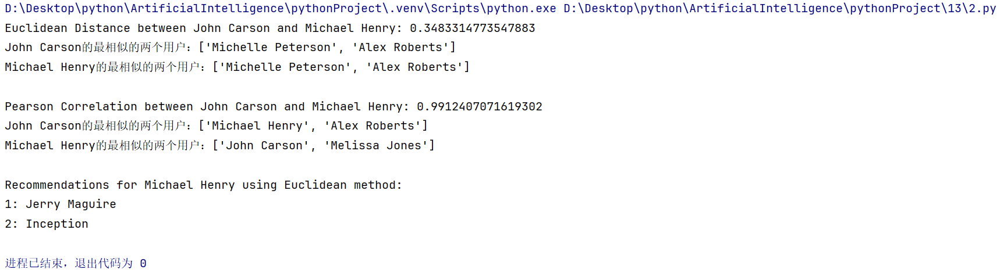 D:\Desktop\python\ArtificialIntelligence\pythonProject\.venv\Scripts\python.exe D:\Desktop\python\ArtificialIntelligence\pythonProject\13\2.py
Euclidean Distance between John Carson and Michael Henry: 0.3483314773547883
John Carson的最相似的两个用户：['Michelle Peterson', 'Alex Roberts']
Michael Henry的最相似的两个用户：['Michelle Peterson', 'Alex Roberts']
Pearson Correlation between John Carson and Michael Henry: 0.9912407071619302
John Carson的最相似的两个用户：['Michael Henry', 'Alex Roberts']
Michael Henry的最相似的两个用户：['John Carson', 'Melissa Jones']
Recommendations for Michael Henry using Euclidean method:
1: Jerry Maguire
2: Inception
进程已结束，退出代码为 0